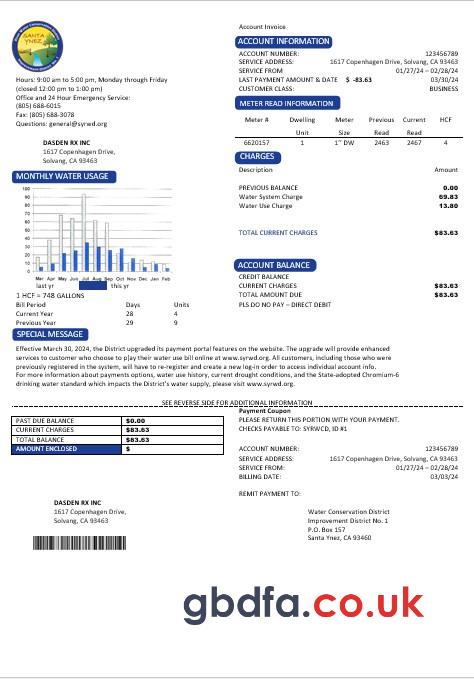 SANTA
YNEZ
Hours: 9:00 am to 5:00 pm, Monday through Friday
(closed 12:00 pm to 1:00 pm)
Office and 24 Hour Emergency Service:
(805) 688-6015
Fax: (805) 688-3078
Questions: general@syrwd.org
DASDEN RX INC
1617 Copenhagen Drive,
Solvang, CA 93463
Account Invoice
ACCOUNT INFORMATION
ACCOUNT NUMBER: 123456789
SERVICE ADDRESS: 1617 Copenhagen Drive, Solvang, CA 93463
SERVICE FROM 01/27/24 – 02/28/24
LAST PAYMENT AMOUNT & DATE $ -83.63 03/30/24
CUSTOMER CLASS: BUSINESS
METER READ INFORMATION
Meter # Dwelling Meter Previous Current HCF
Unit Size Read Read
6620157 1 1" DW 2463 2467 4
CHARGES
Description Amount
PREVIOUS BALANCE 0.00
Water System Charge 69.83
Water Use Charge 13.80
TOTAL CURRENT CHARGES $83.63
ACCOUNT BALANCE
CREDIT BALANCE
CURRENT CHARGES $83.63
TOTAL AMOUNT DUE $83.63
PLS DO NO PAY – DIRECT DEBIT
MONTHLY WATER USAGE
100
90
80
70
60
50
40
30
20
10
0
Mar Apr May Jun Jul Aug Sep Oct Nov Dec Jan Feb
last yr this yr
1 HCF = 748 GALLONS
Bill Period Days Units
Current Year 28 4
Previous Year 29 9
SPECIAL MESSAGE
Effective March 30, 2024, the District upgraded its payment portal features on the website. The upgrade will provide enhanced
services to customer who choose to play their water use bill online at www.syrwd.org. All customers, including those who were
previously registered in the system, will have to re-register and create a new log-in order to access individual account info.
For more information about payments options, water use history, current drought conditions, and the State-adopted Chromium-6
drinking water standard which impacts the District's water supply, please visit www.syrwd.org.
SEE REVERSE SIDE FOR ADDITIONAL INFORMATION
PAST DUE BALANCE $0.00
CURRENT CHARGES $83.63
TOTAL BALANCE $83.63
AMOUNT ENCLOSED $
Payment Coupon
PLEASE RETURN THIS PORTION WITH YOUR PAYMENT.
CHECKS PAYABLE TO: SYRWCD, ID #1
ACCOUNT NUMBER: 123456789
SERVICE ADDRESS: 1617 Copenhagen Drive, Solvang, CA 93463
SERVICE FROM: 01/27/24 – 02/28/24
BILLING DATE: 03/03/24
REMIT PAYMENT TO:
DASDEN RX INC
1617 Copenhagen Drive,
Solvang, CA 93463
Water Conservation District
Improvement District No. 1
P.O. Box 157
Santa Ynez, CA 93460
gbdfa.co.uk